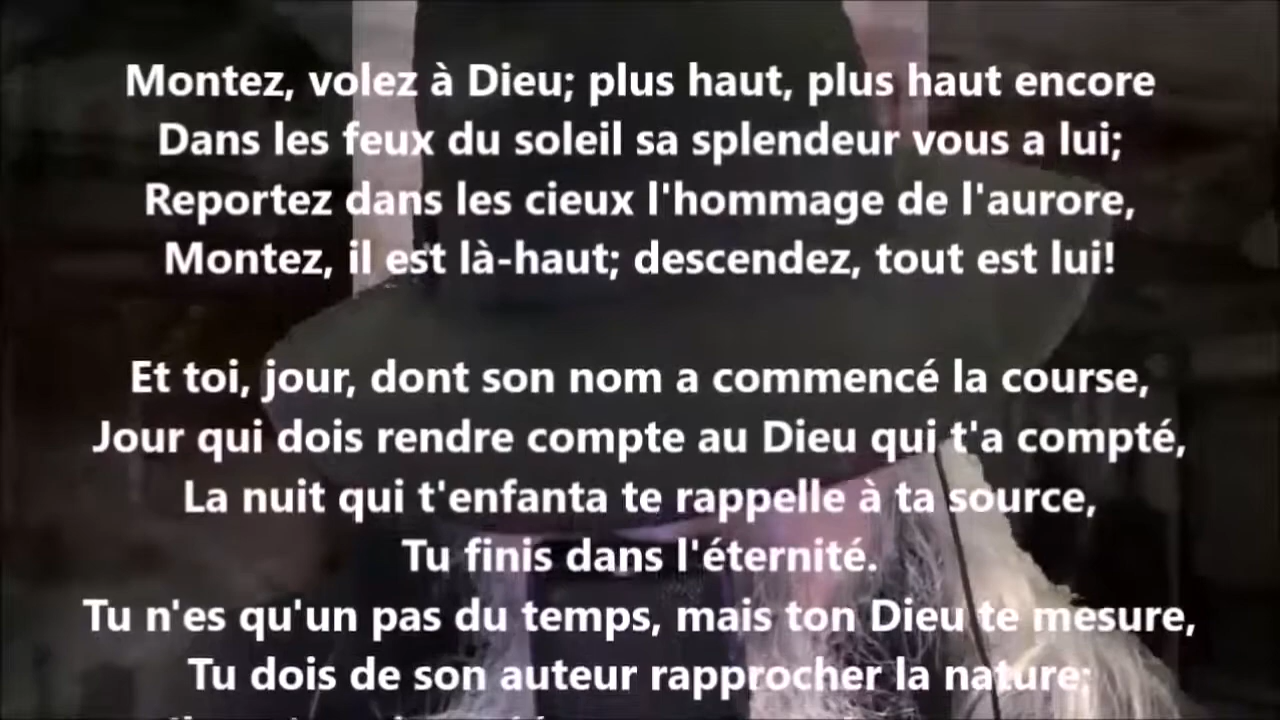 Montez, volez à Dieu; plus haut, plus haut encore
Dans les feux du soleil sa splendeur vous a lui;
Reportez dans les cieux l'hommage de l'aurore,
Montez, il est là-haut; descendez, tout est lui!
Et toi, jour, dont son nom a commencé la course,
Jour qui dois rendre compte au Dieu qui t'a compté,
La nuit qui t'enfanta te rappelle à ta source,
Tu finis dans l'éternité.
Tu n'es qu'un pas du temps, mais ton Dieu te mesure,
Tu dois de son auteur rapprocher la nature;